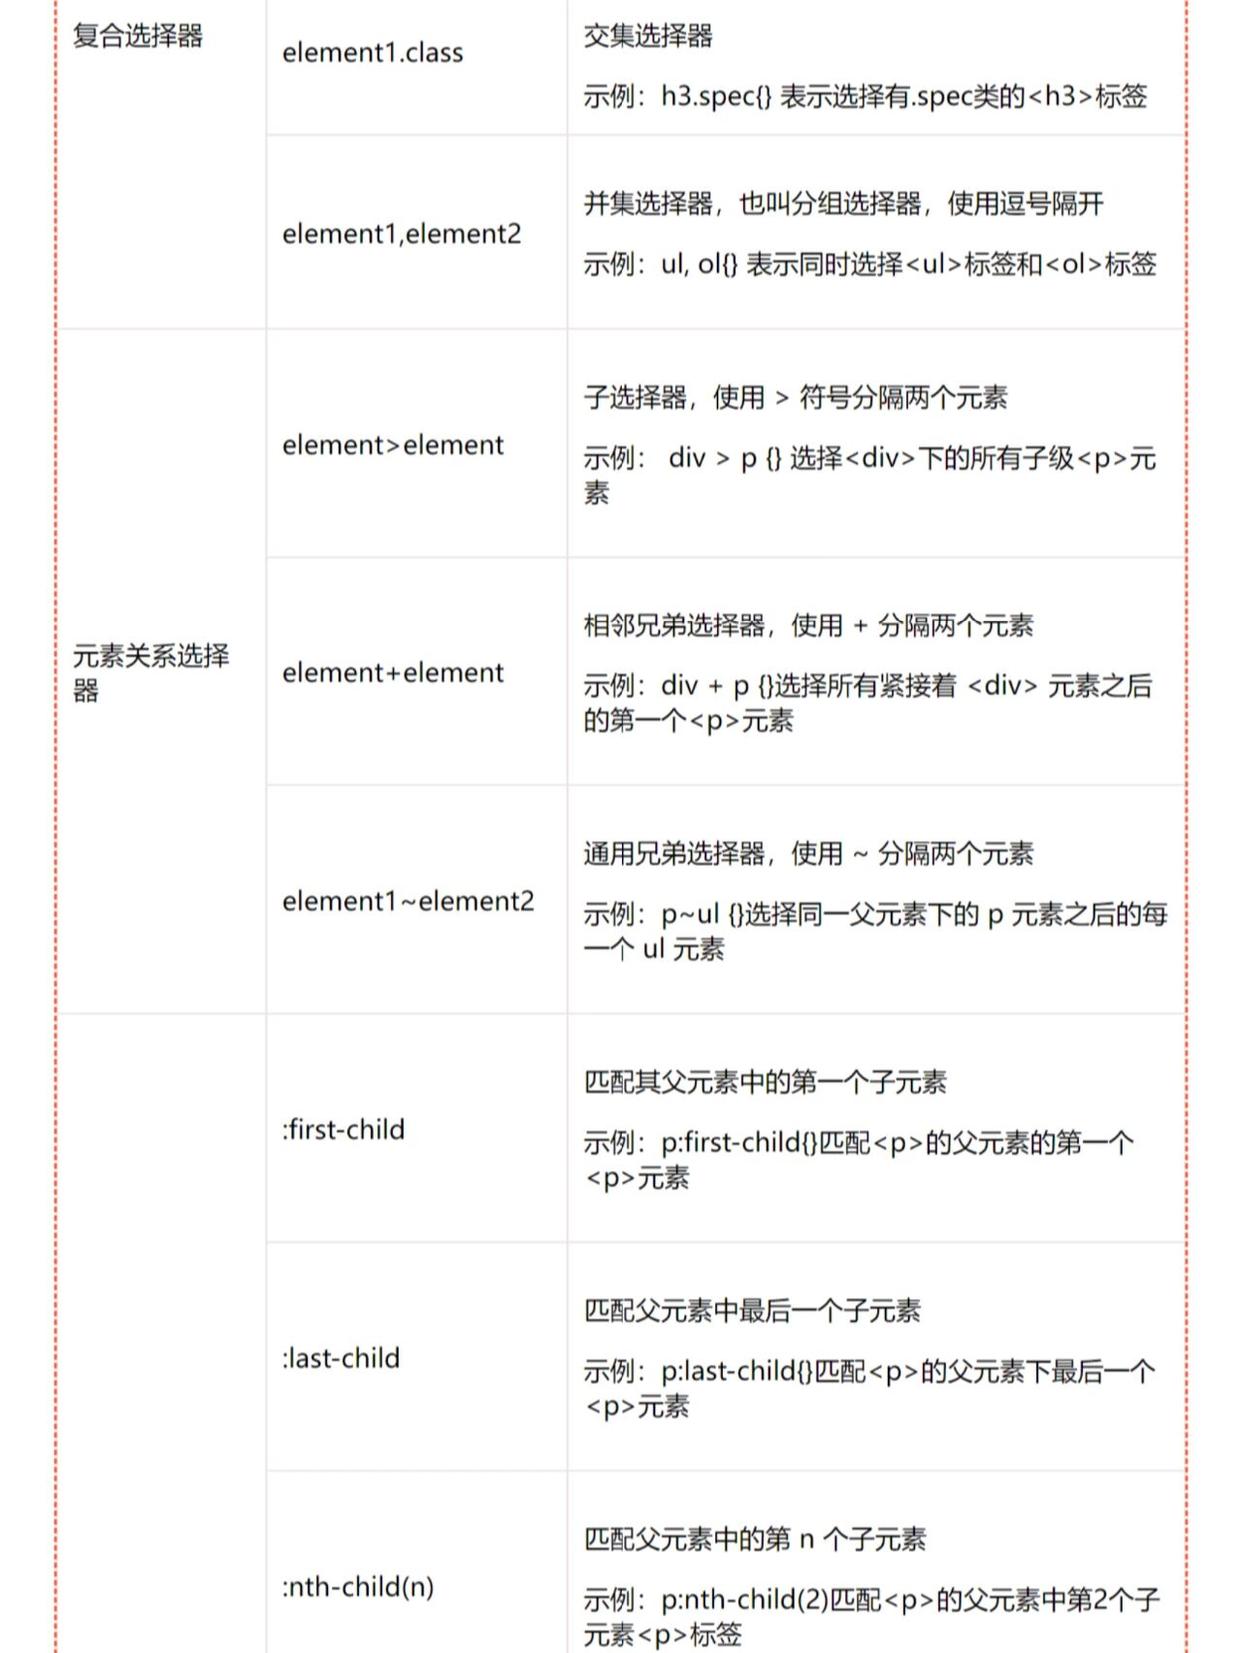 复合选择器
element1.class
交集选择器
示例：h3.spec{} 表示选择有.spec类的<h3>标签
element1,element2
并集选择器，也叫分组选择器，使用逗号隔开
示例：ul, ol{} 表示同时选择<ul>标签和<ol>标签
元素关系选择
器
element>element
子选择器，使用 > 符号分隔两个元素
示例： div > p {} 选择<div>下的所有子级<p>元
素
element+element
相邻兄弟选择器，使用 + 分隔两个元素
示例：div + p {}选择所有紧接着 <div> 元素之后
的第一个<p>元素
element1~element2
通用兄弟选择器，使用 ~ 分隔两个元素
示例：p~ul {}选择同一父元素下的 p 元素之后的每
一个 ul 元素
:first-child
匹配其父元素中的第一个子元素
示例：p:first-child{}匹配<p>的父元素的第一个
<p>元素
:last-child
匹配父元素中最后一个子元素
示例：p:last-child{}匹配<p>的父元素下最后一个
<p>元素
:nth-child(n)
匹配父元素中的第 n 个子元素
示例：p:nth-child(2)匹配<p>的父元素中第2个子
元素<p>标签